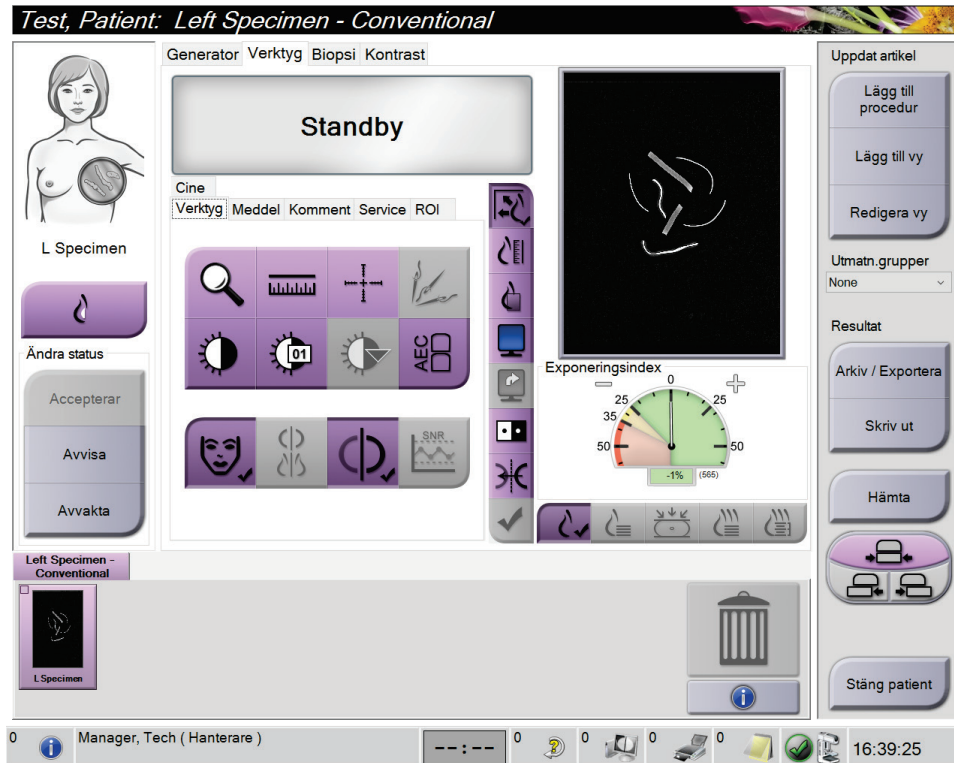 Test, Patient:  Left Specimen - Conventional
Generator Verktyg Biopsi Kontrast
Standby
Cine
Verktyg Meddel Komment Service ROI
01
AEC
SNR
L Specimen
Ändra status
Accepterar
Avvisa
Avvakta
Exponeringsindex
0
25 25
35
50 50
-1% (565)
Uppdat artikel
Lägg till
procedur
Lägg till vy
Redigera vy
Utmatn.grupper
None
Resultat
Arkiv / Exportera
Skriv ut
Hämta
Stäng patient
Left Specimen -
Conventional
L Specimen
0 Manager, Tech ( Hanterare ) --:-- 0 0 0 0 16:39:25